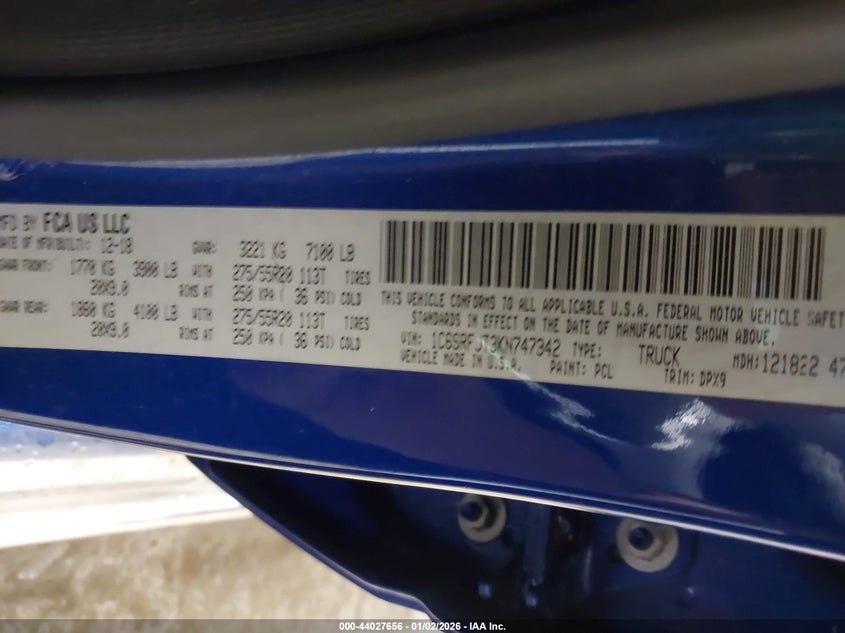 MFD BY FCA US LLC
DATE OF MFR/BUILT: 12-18 GVWR: 3221 KG 7100 LB
GAWR FRONT: 1770 KG 3900 LB WITH 275/55R20 113T TIRES
20X9.0 RIMS AT 250 KPA ( 36 PSI) COLD
GAWR REAR: 1860 KG 4100 LB WITH 275/55R20 113T TIRES
20X9.0 RIMS AT 250 KPA ( 36 PSI) COLD
THIS VEHICLE CONFORMS TO ALL APPLICABLE U.S.A. FEDERAL MOTOR VEHICLE SAFET
STANDARDS IN EFFECT ON THE DATE OF MANUFACTURE SHOWN ABOVE.
VIN: TYPE: TRUCK MDH: 121822 47
VEHICLE MADE IN U.S.A. PAINT: PCL TRIM: DPX9
000-44027656 - 01/02/2026 - IAA Inc.